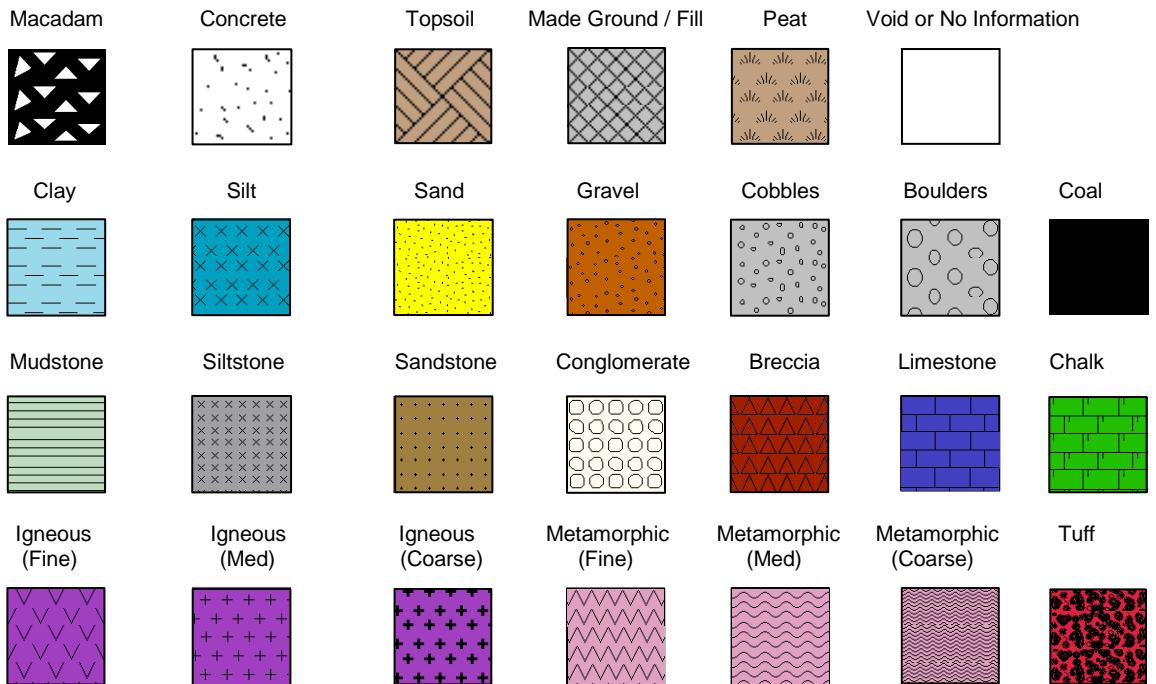 Macadam Concrete Topsoil Made Ground / Fill Peat Void or No Information
Clay Silt Sand Gravel Cobbles Boulders Coal
Mudstone Siltstone Sandstone Conglomerate Breccia Limestone Chalk
Igneous Igneous Igneous Metamorphic Metamorphic Metamorphic Tuff
(Fine) (Med) (Coarse) (Fine) (Med) (Coarse)